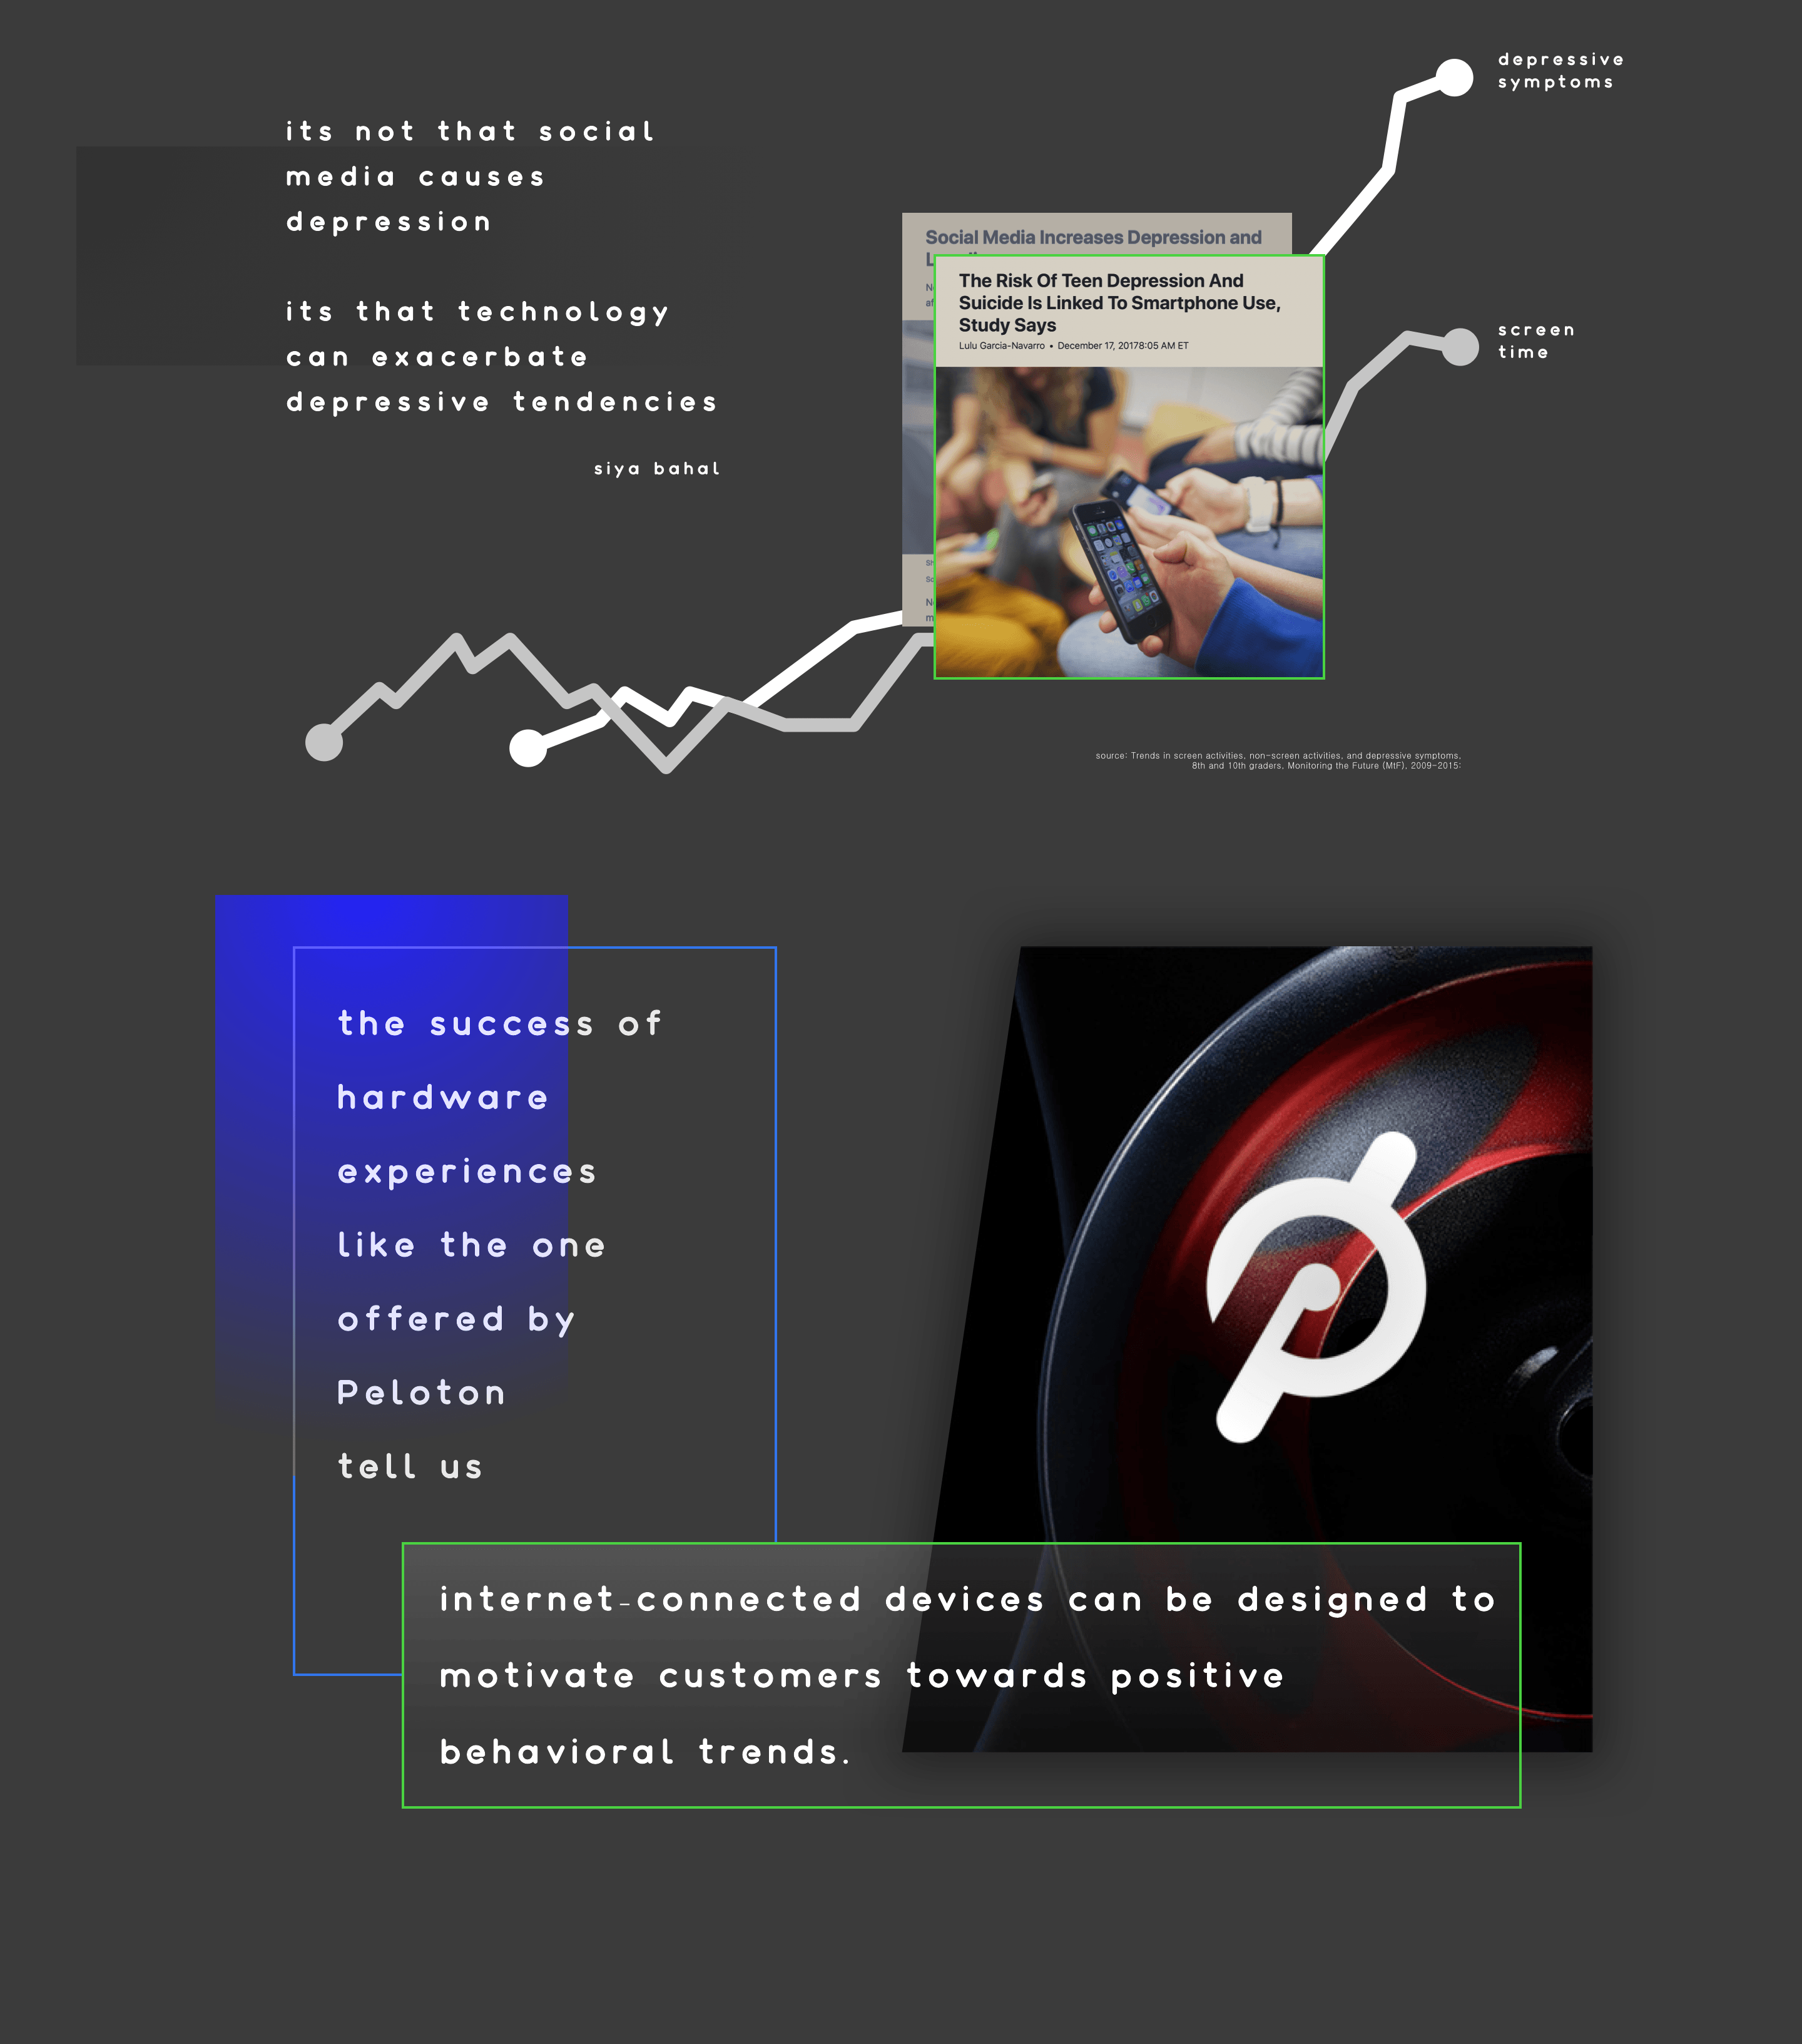 depressive
symptoms
its not that social
media causes
depression
its that technology
can exacerbate
depressive tendencies
siya bahal
Social Media Increases Depression and
The Risk Of Teen Depression And
Suicide Is Linked To Smartphone Use,
Study Says
Lulu Garcia-Navarro • December 17, 20178:05 AM ET
screen
time
source: Trends in screen activities, non-screen activities, and depressive symptoms,
8th and 10th graders, Monitoring the Future (MtF), 2009-2015:
the success of
hardware
experiences
like the one
offered by
Peloton
tell us
internet-connected devices can be designed to
motivate customers towards positive
behavioral trends.